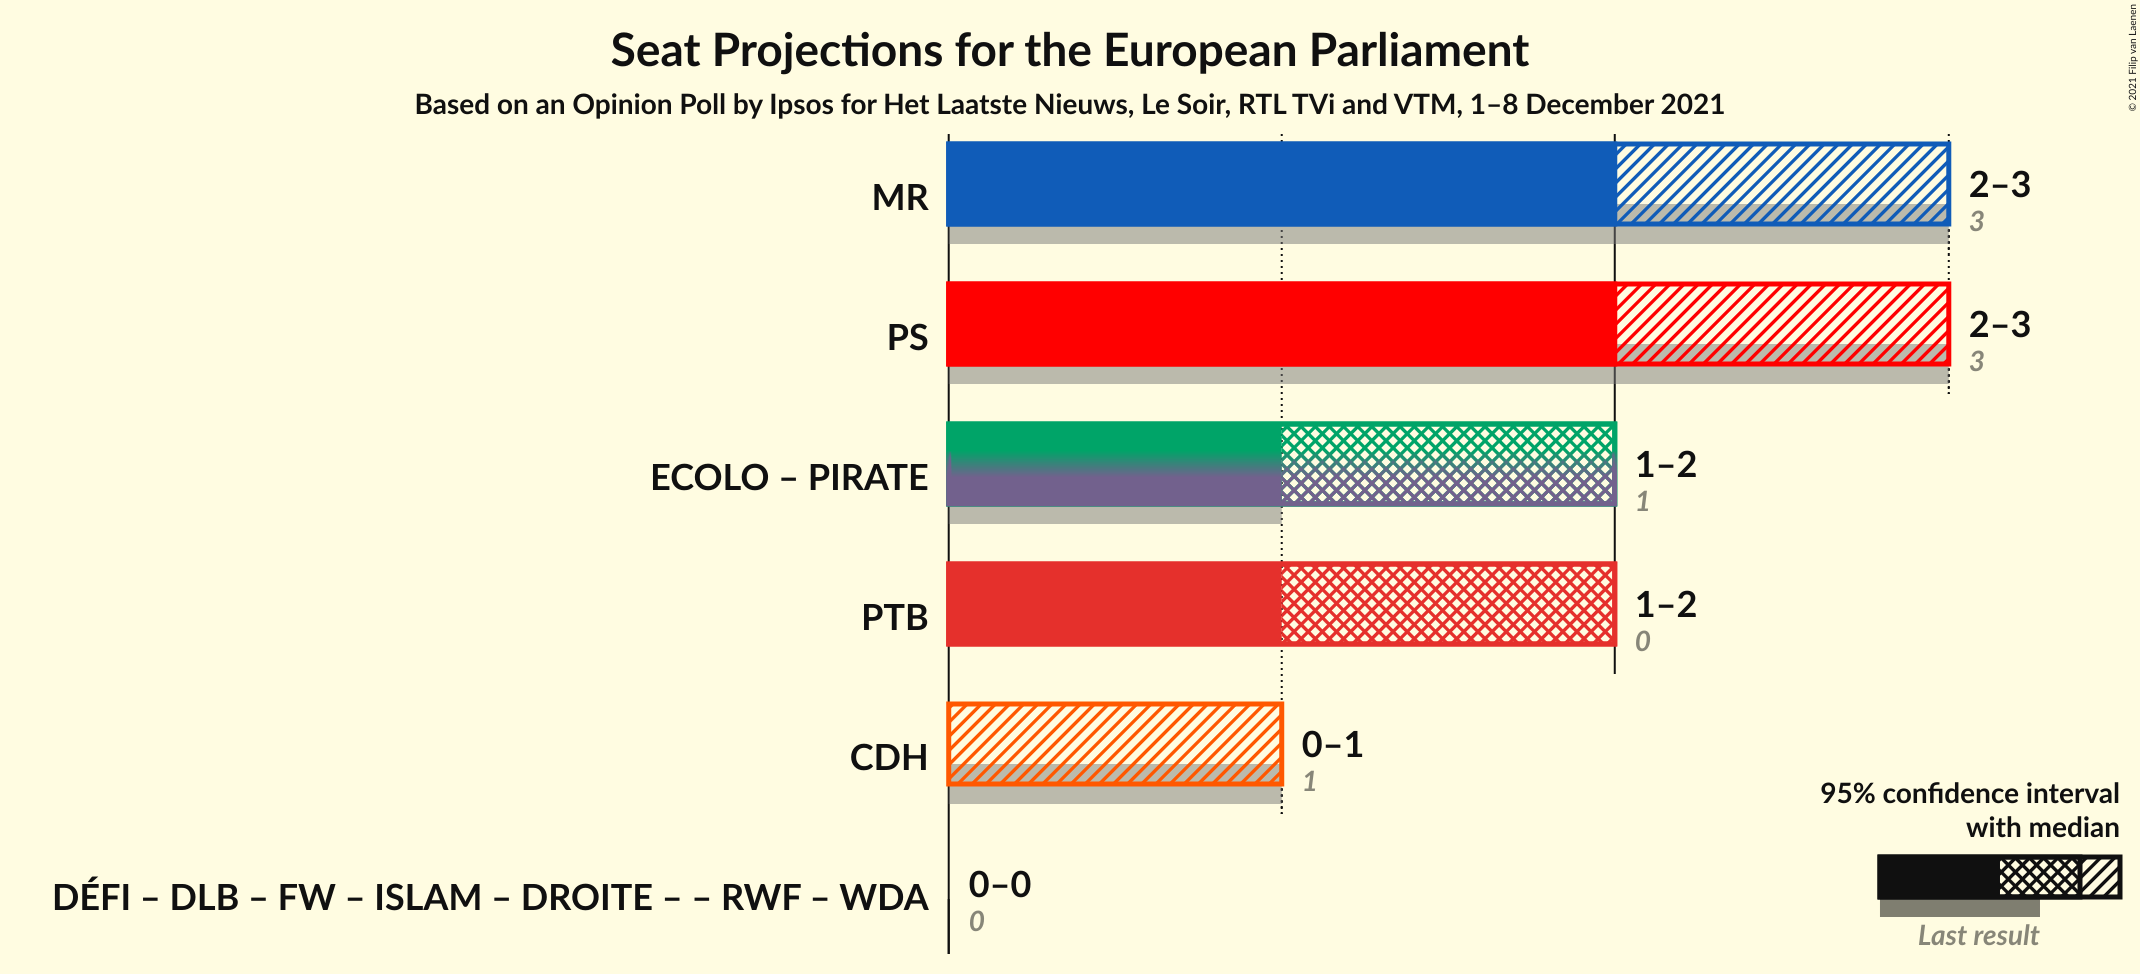 Seat Projections for the European Parliament
Based on an Opinion Poll by Ipsos for Het Laatste Nieuws, Le Soir, RTL TVi and VTM, 1–8 December 2021
© 2021 Filip van Laenen
MR
2–3
3
PS
2–3
3
ECOLO – PIRATE
1–2
1
PTB
1–2
0
CDH
0–1
1
DÉFI – DLB – FW – ISLAM – DROITE – – RWF – WDA
0–0
0
95% confidence interval
with median
Last result